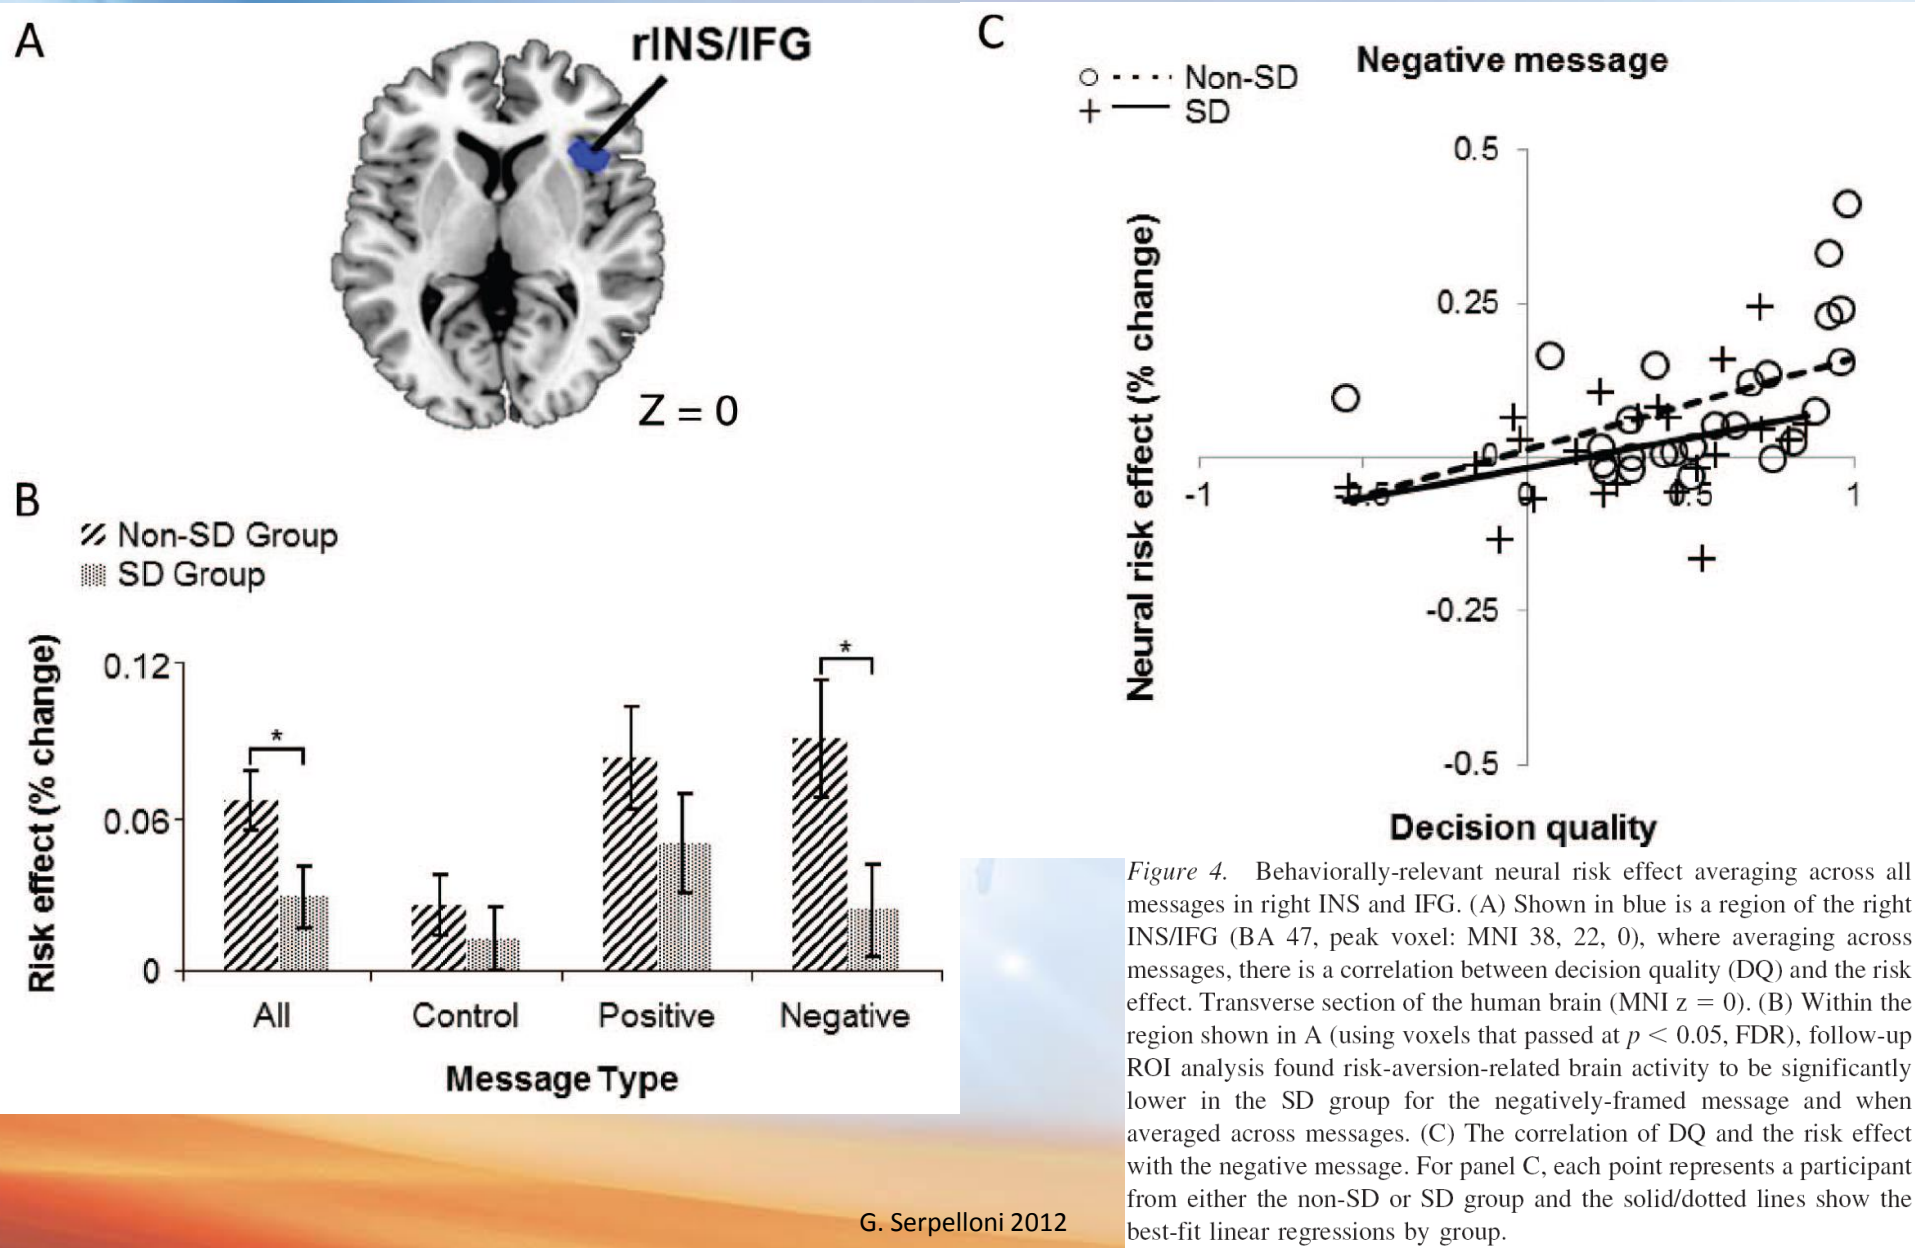 A
rINS/IFG
Z = 0
B
Non-SD Group
SD Group
Risk effect (% change)
0.12
0.06
0
*
*
All
Control
Positive
Negative
Message Type
C
Negative message
Non-SD
SD
Neural risk effect (% change)
0.5
0.25
0
-0.25
-0.5
-1
-0.5
0
0.5
1
Decision quality
Figure 4. Behaviorally-relevant neural risk effect averaging across all
messages in right INS and IFG. (A) Shown in blue is a region of the right
INS/IFG (BA 47, peak voxel: MNI 38, 22, 0), where averaging across
messages, there is a correlation between decision quality (DQ) and the risk
effect. Transverse section of the human brain (MNI z = 0). (B) Within the
region shown in A (using voxels that passed at p < 0.05, FDR), follow-up
ROI analysis found risk-aversion-related brain activity to be significantly
lower in the SD group for the negatively-framed message and when
averaged across messages. (C) The correlation of DQ and the risk effect
with the negative message. For panel C, each point represents a participant
from either the non-SD or SD group and the solid/dotted lines show the
best-fit linear regressions by group.
G. Serpelloni 2012